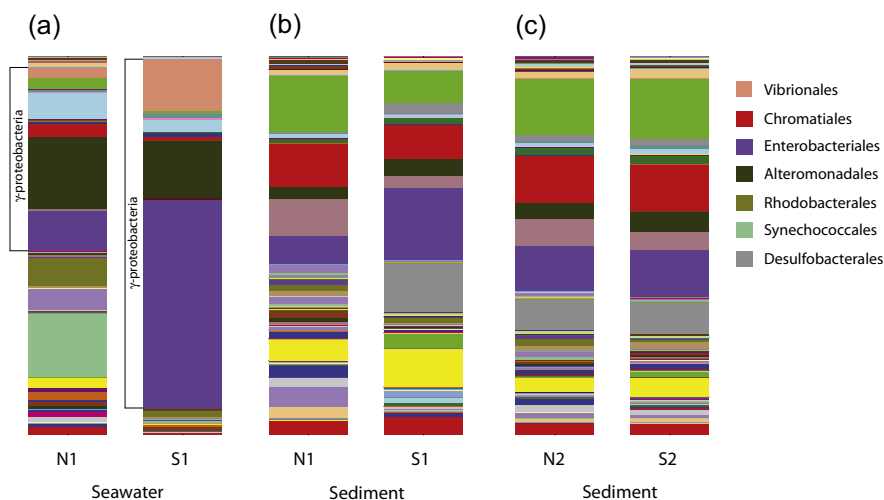 (a)
(b)
(c)
γ-proteobacteria
γ-proteobacteria
Vibrionales
Chromatiales
Enterobacteriales
Alteromonadales
Rhodobacterales
Synechococcales
Desulfobacterales
N1
S1
N1
S1
N2
S2
Seawater
Sediment
Sediment